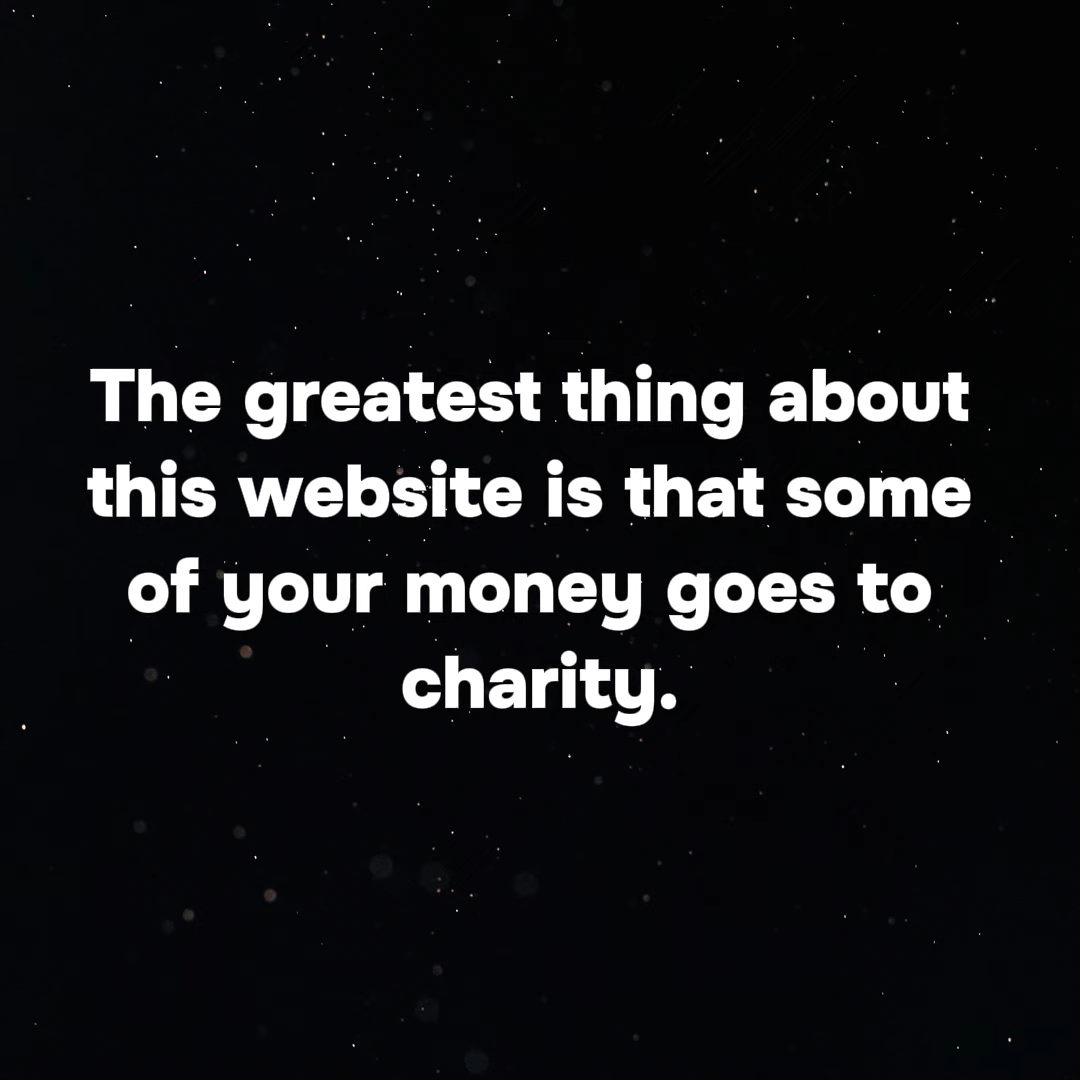 The greatest thing about
this website is that some
of your money goes to
charity.